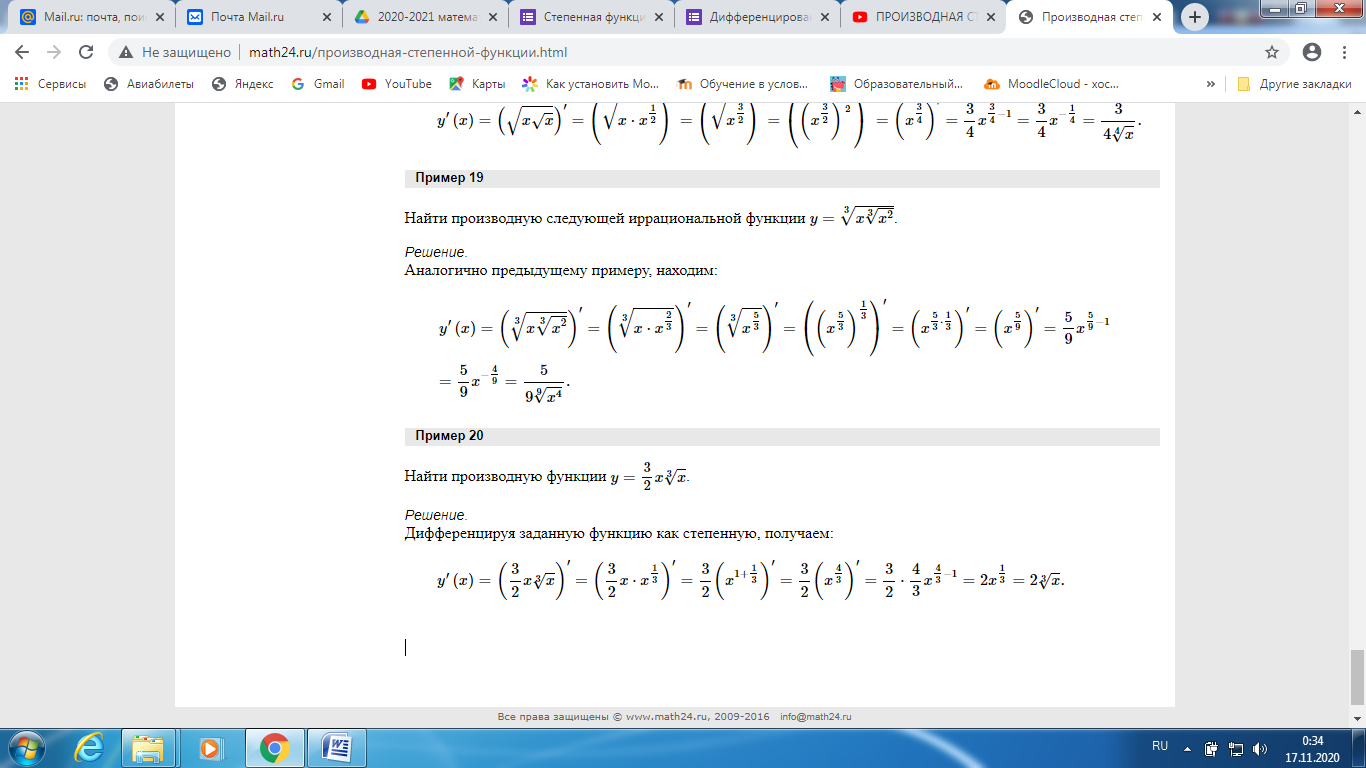 Mail.ru: почта, пои
Почта Mail.ru
2020-2021 матема
Степенная функци
Дифференцирова
ПРОИЗВОДНАЯ СТ
Производная степ
Не защищено | math24.ru/производная-степенной-функции.html
Сервисы Авиабилеты Яндекс Gmail YouTube Карты Как установить Mo... Обучение в услов... Образовательный... MoodleCloud - хос... » Другие закладки
y′(x) = (√(x√x))′ = (√(x · x^(1/2))) = (√(x^(3/2))) = ((x^(3/2))^2) = (x^(3/4))′ = 3/4 x^(3/4−1) = 3/4 x^(−1/4) = 3/(4∜x).
Пример 19
Найти производную следующей иррациональной функции y = ∛(x∛(x²)).
Решение.
Аналогично предыдущему примеру, находим:
y′(x) = (∛(x∛(x²)))′ = (∛(x · x^(2/3)))′ = (∛(x^(5/3)))′ = ((x^(5/3))^(1/3))′ = (x^(5/3·1/3))′ = (x^(5/9))′ = 5/9 x^(5/9−1)
= 5/9 x^(−4/9) = 5/(9 ⁹√(x⁴)).
Пример 20
Найти производную функции y = 3/2 x∛x.
Решение.
Дифференцируя заданную функцию как степенную, получаем:
y′(x) = (3/2 x∛x)′ = (3/2 x · x^(1/3))′ = 3/2 (x^(1+1/3))′ = 3/2 (x^(4/3))′ = 3/2 · 4/3 x^(4/3−1) = 2x^(1/3) = 2∛x.
Все права защищены © www.math24.ru, 2009-2016 info@math24.ru
RU
0:34
17.11.2020